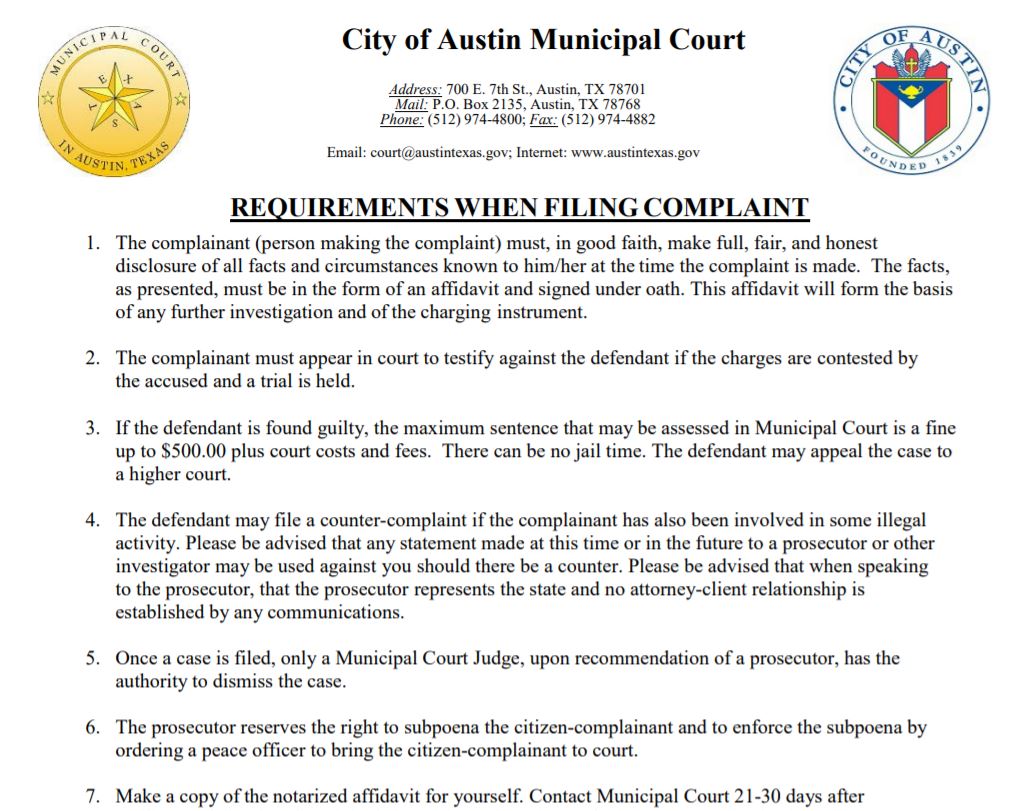 MUNICIPAL COURT
TEXAS
IN AUSTIN, TEXAS
City of Austin Municipal Court
Address: 700 E. 7th St., Austin, TX 78701
Mail: P.O. Box 2135, Austin, TX 78768
Phone: (512) 974-4800; Fax: (512) 974-4882
Email: court@austintexas.gov; Internet: www.austintexas.gov
CITY OF AUSTIN
FOUNDED 1839
REQUIREMENTS WHEN FILING COMPLAINT
1. The complainant (person making the complaint) must, in good faith, make full, fair, and honest
disclosure of all facts and circumstances known to him/her at the time the complaint is made.  The facts,
as presented, must be in the form of an affidavit and signed under oath. This affidavit will form the basis
of any further investigation and of the charging instrument.
2. The complainant must appear in court to testify against the defendant if the charges are contested by
the accused and a trial is held.
3. If the defendant is found guilty, the maximum sentence that may be assessed in Municipal Court is a fine
up to $500.00 plus court costs and fees.  There can be no jail time. The defendant may appeal the case to
a higher court.
4. The defendant may file a counter-complaint if the complainant has also been involved in some illegal
activity. Please be advised that any statement made at this time or in the future to a prosecutor or other
investigator may be used against you should there be a counter. Please be advised that when speaking
to the prosecutor, that the prosecutor represents the state and no attorney-client relationship is
established by any communications.
5. Once a case is filed, only a Municipal Court Judge, upon recommendation of a prosecutor, has the
authority to dismiss the case.
6. The prosecutor reserves the right to subpoena the citizen-complainant and to enforce the subpoena by
ordering a peace officer to bring the citizen-complainant to court.
7. Make a copy of the notarized affidavit for yourself. Contact Municipal Court 21-30 days after